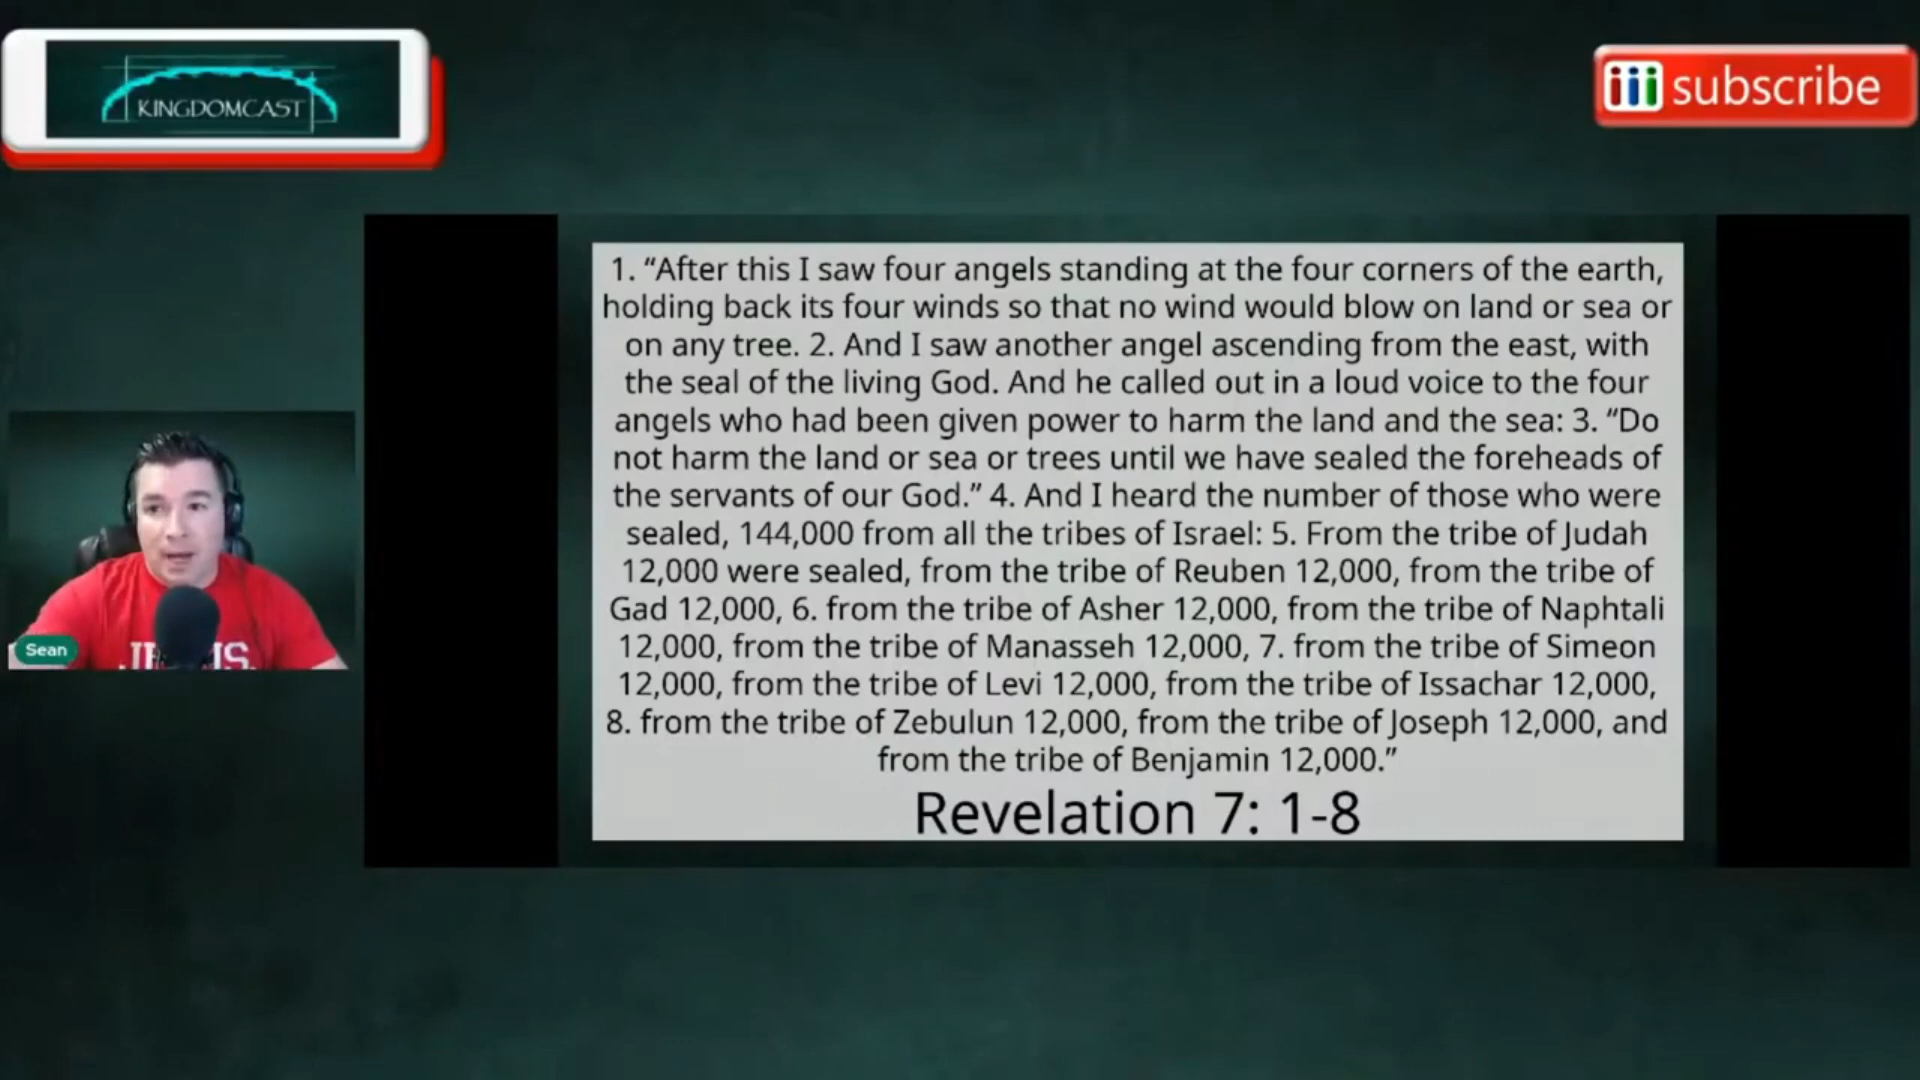 KINGDOMCAST
subscribe
1. “After this I saw four angels standing at the four corners of the earth,
holding back its four winds so that no wind would blow on land or sea or
on any tree. 2. And I saw another angel ascending from the east, with
the seal of the living God. And he called out in a loud voice to the four
angels who had been given power to harm the land and the sea: 3. “Do
not harm the land or sea or trees until we have sealed the foreheads of
the servants of our God.” 4. And I heard the number of those who were
sealed, 144,000 from all the tribes of Israel: 5. From the tribe of Judah
12,000 were sealed, from the tribe of Reuben 12,000, from the tribe of
Gad 12,000, 6. from the tribe of Asher 12,000, from the tribe of Naphtali
12,000, from the tribe of Manasseh 12,000, 7. from the tribe of Simeon
12,000, from the tribe of Levi 12,000, from the tribe of Issachar 12,000,
8. from the tribe of Zebulun 12,000, from the tribe of Joseph 12,000, and
from the tribe of Benjamin 12,000.”
Revelation 7: 1-8
Sean